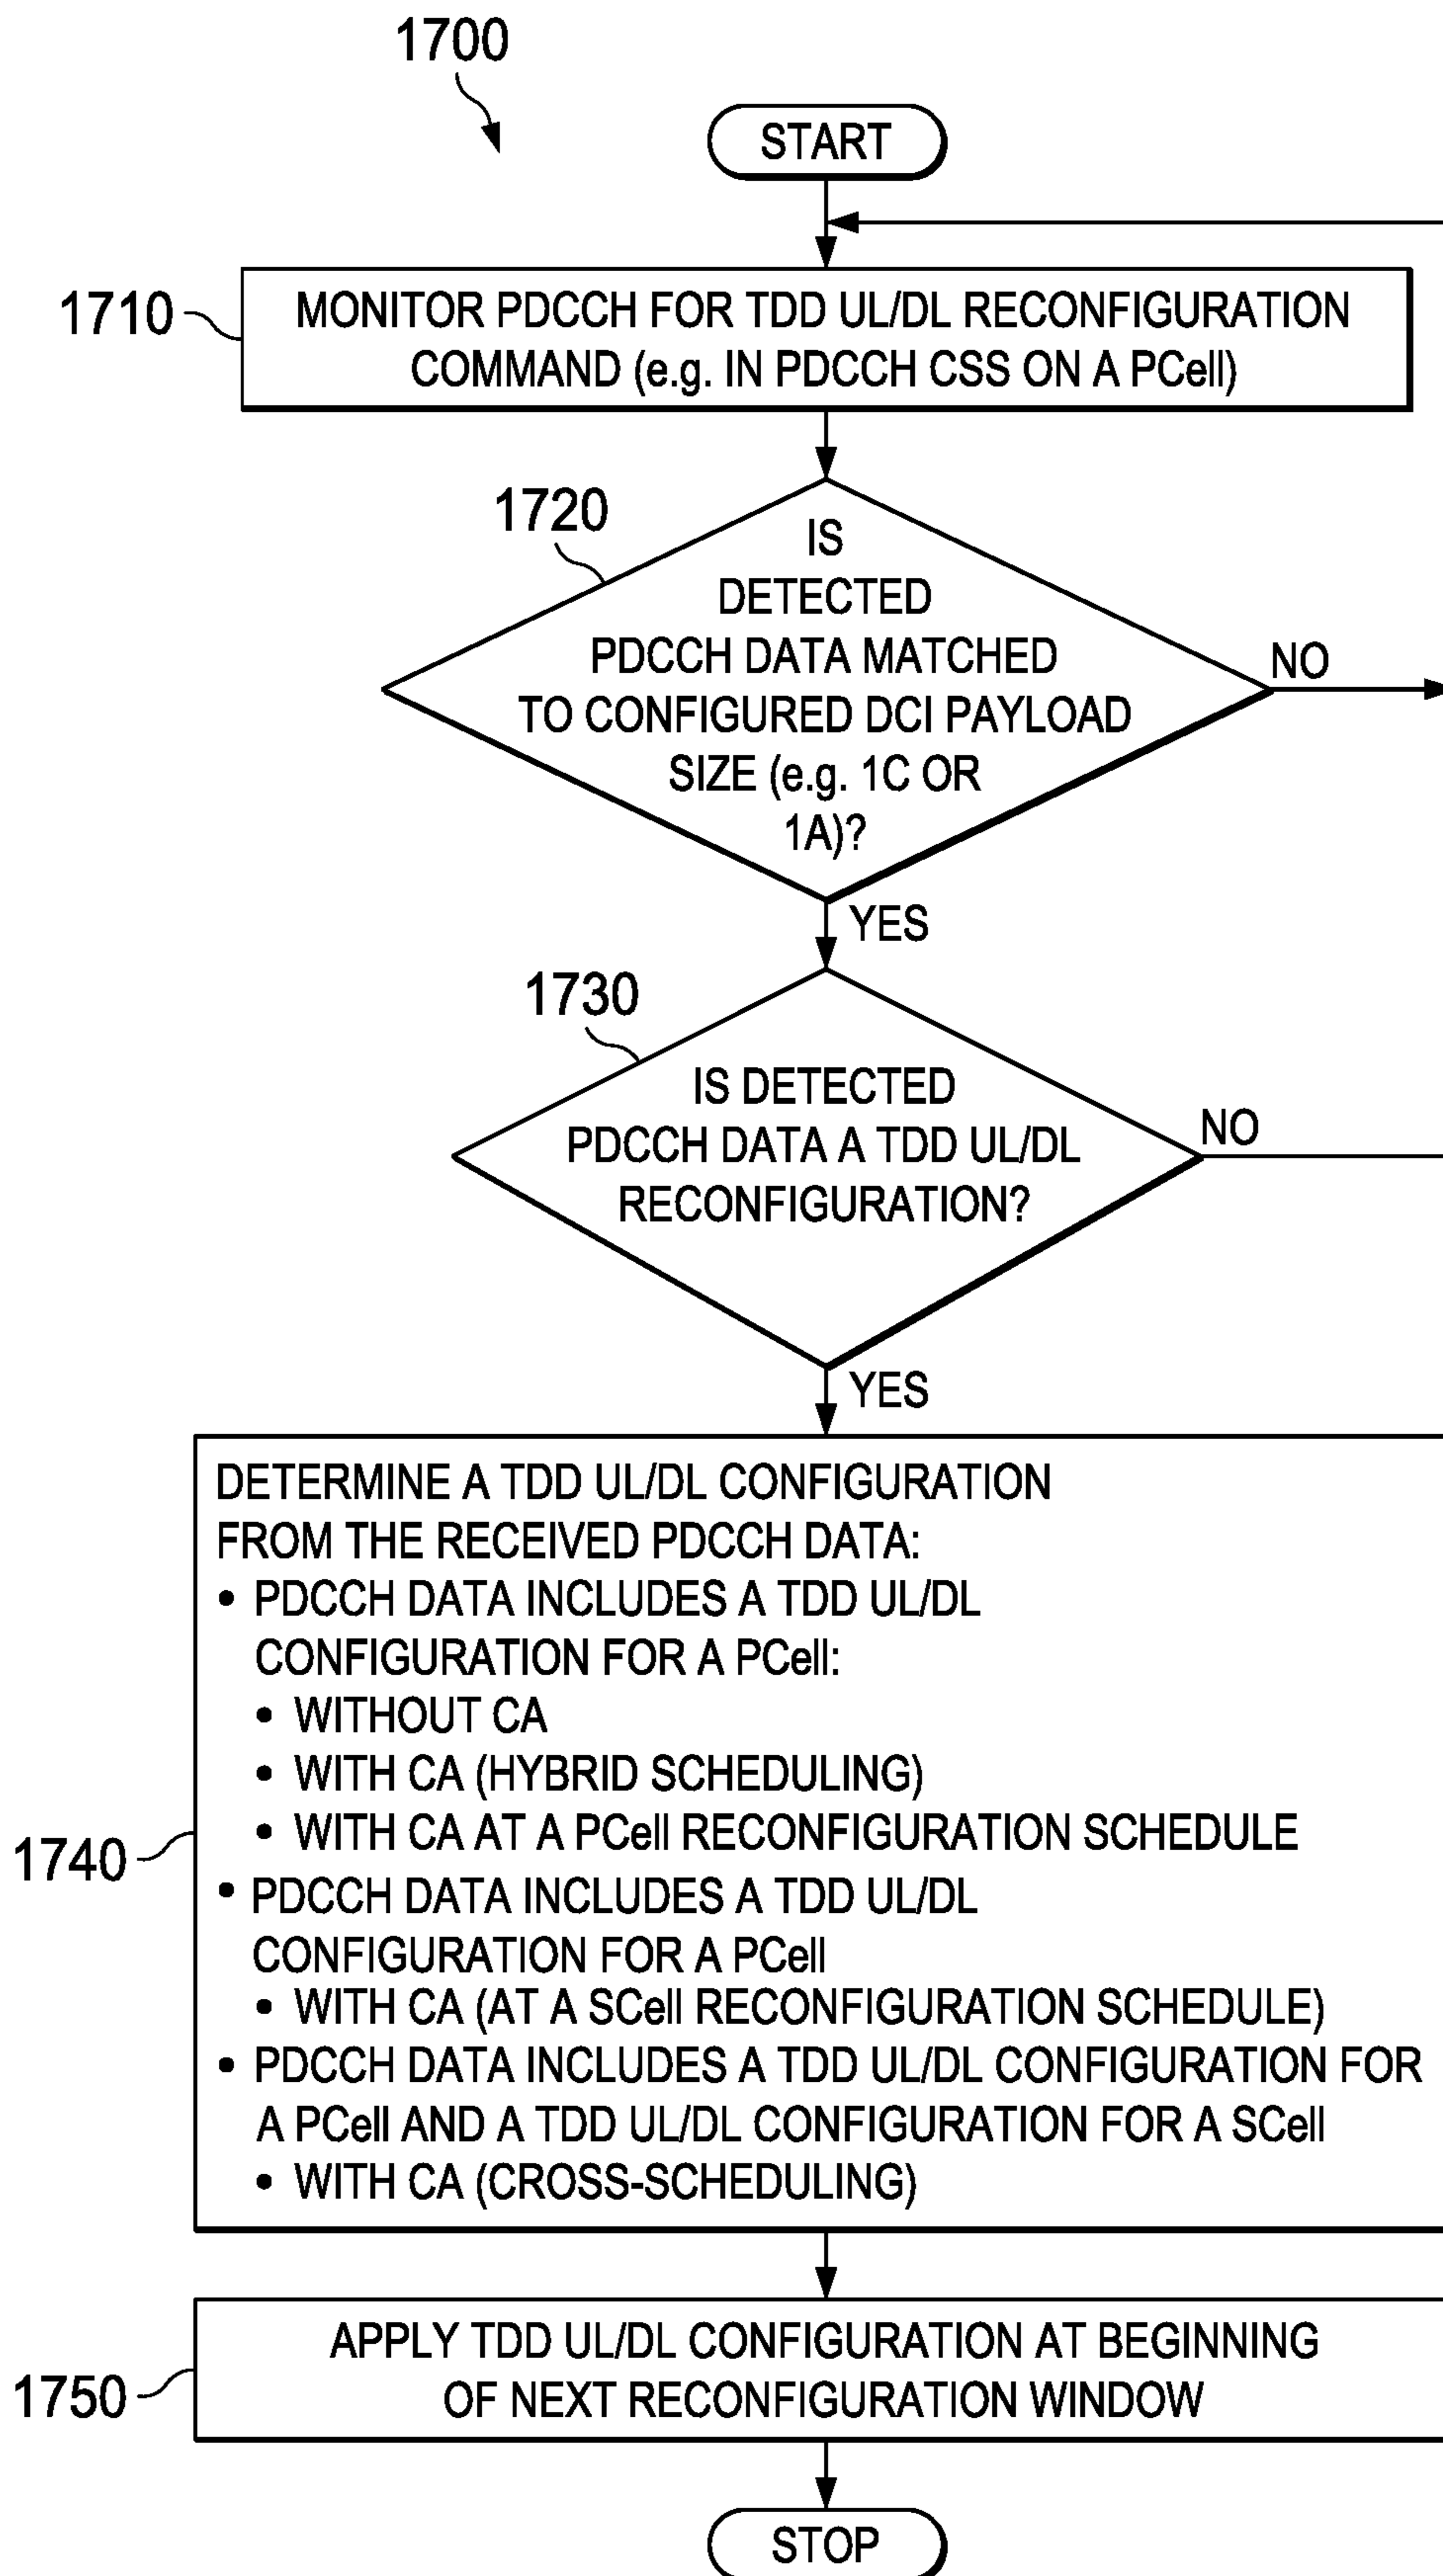 1700
START
1710
MONITOR PDCCH FOR TDD UL/DL RECONFIGURATION
COMMAND (e.g. IN PDCCH CSS ON A PCell)
1720
IS
DETECTED
PDCCH DATA MATCHED
TO CONFIGURED DCI PAYLOAD
SIZE (e.g. 1C OR
1A)?
NO
YES
1730
IS DETECTED
PDCCH DATA A TDD UL/DL
RECONFIGURATION?
NO
YES
1740
DETERMINE A TDD UL/DL CONFIGURATION
FROM THE RECEIVED PDCCH DATA:
• PDCCH DATA INCLUDES A TDD UL/DL
CONFIGURATION FOR A PCell:
• WITHOUT CA
• WITH CA (HYBRID SCHEDULING)
• WITH CA AT A PCell RECONFIGURATION SCHEDULE
• PDCCH DATA INCLUDES A TDD UL/DL
CONFIGURATION FOR A PCell
• WITH CA (AT A SCell RECONFIGURATION SCHEDULE)
• PDCCH DATA INCLUDES A TDD UL/DL CONFIGURATION FOR
A PCell AND A TDD UL/DL CONFIGURATION FOR A SCell
• WITH CA (CROSS-SCHEDULING)
1750
APPLY TDD UL/DL CONFIGURATION AT BEGINNING
OF NEXT RECONFIGURATION WINDOW
STOP